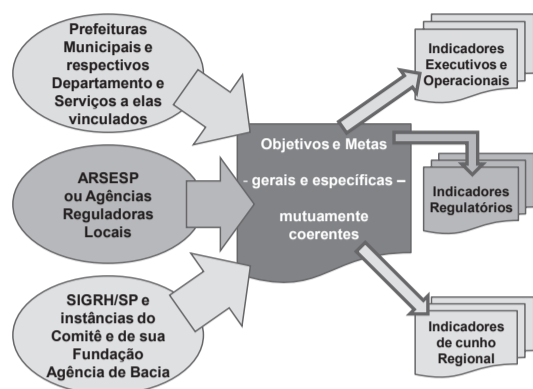 Prefeituras
Municipais e
respectivos
Departamento e
Serviços a elas
vinculados
ARSESP
ou Agências
Reguladoras
Locais
SIGRH/SP e
instâncias do
Comitê e de sua
Fundação
Agência de Bacia
Objetivos e Metas
- gerais e especificas –
mutuamente
coerentes
Indicadores
Executivos e
Operacionais
Indicadores
Regulatórios
Indicadores
de cunho
Regional